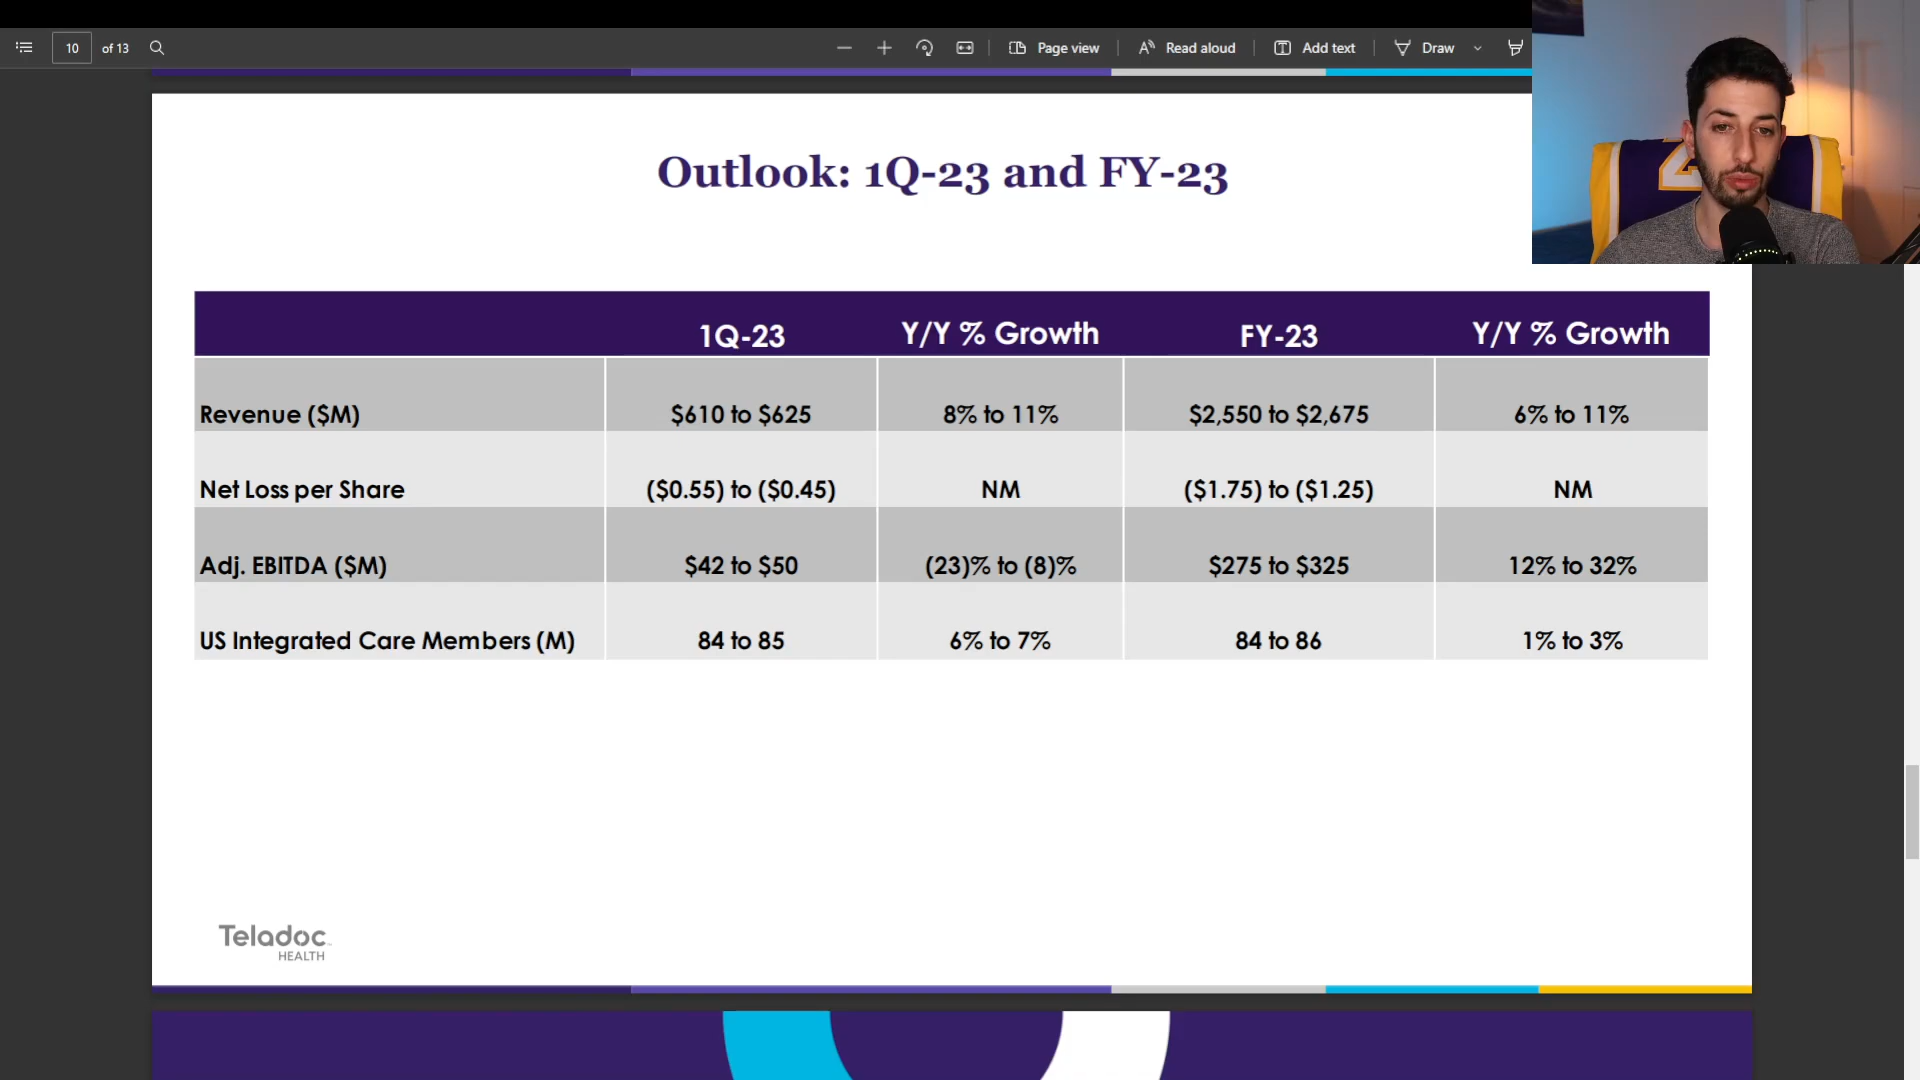 10 of 13 Page view Read aloud Add text Draw
Outlook: 1Q-23 and FY-23
1Q-23 Y/Y % Growth FY-23 Y/Y % Growth
Revenue ($M) $610 to $625 8% to 11% $2,550 to $2,675 6% to 11%
Net Loss per Share ($0.55) to ($0.45) NM ($1.75) to ($1.25) NM
Adj. EBITDA ($M) $42 to $50 (23)% to (8)% $275 to $325 12% to 32%
US Integrated Care Members (M) 84 to 85 6% to 7% 84 to 86 1% to 3%
Teladoc
HEALTH